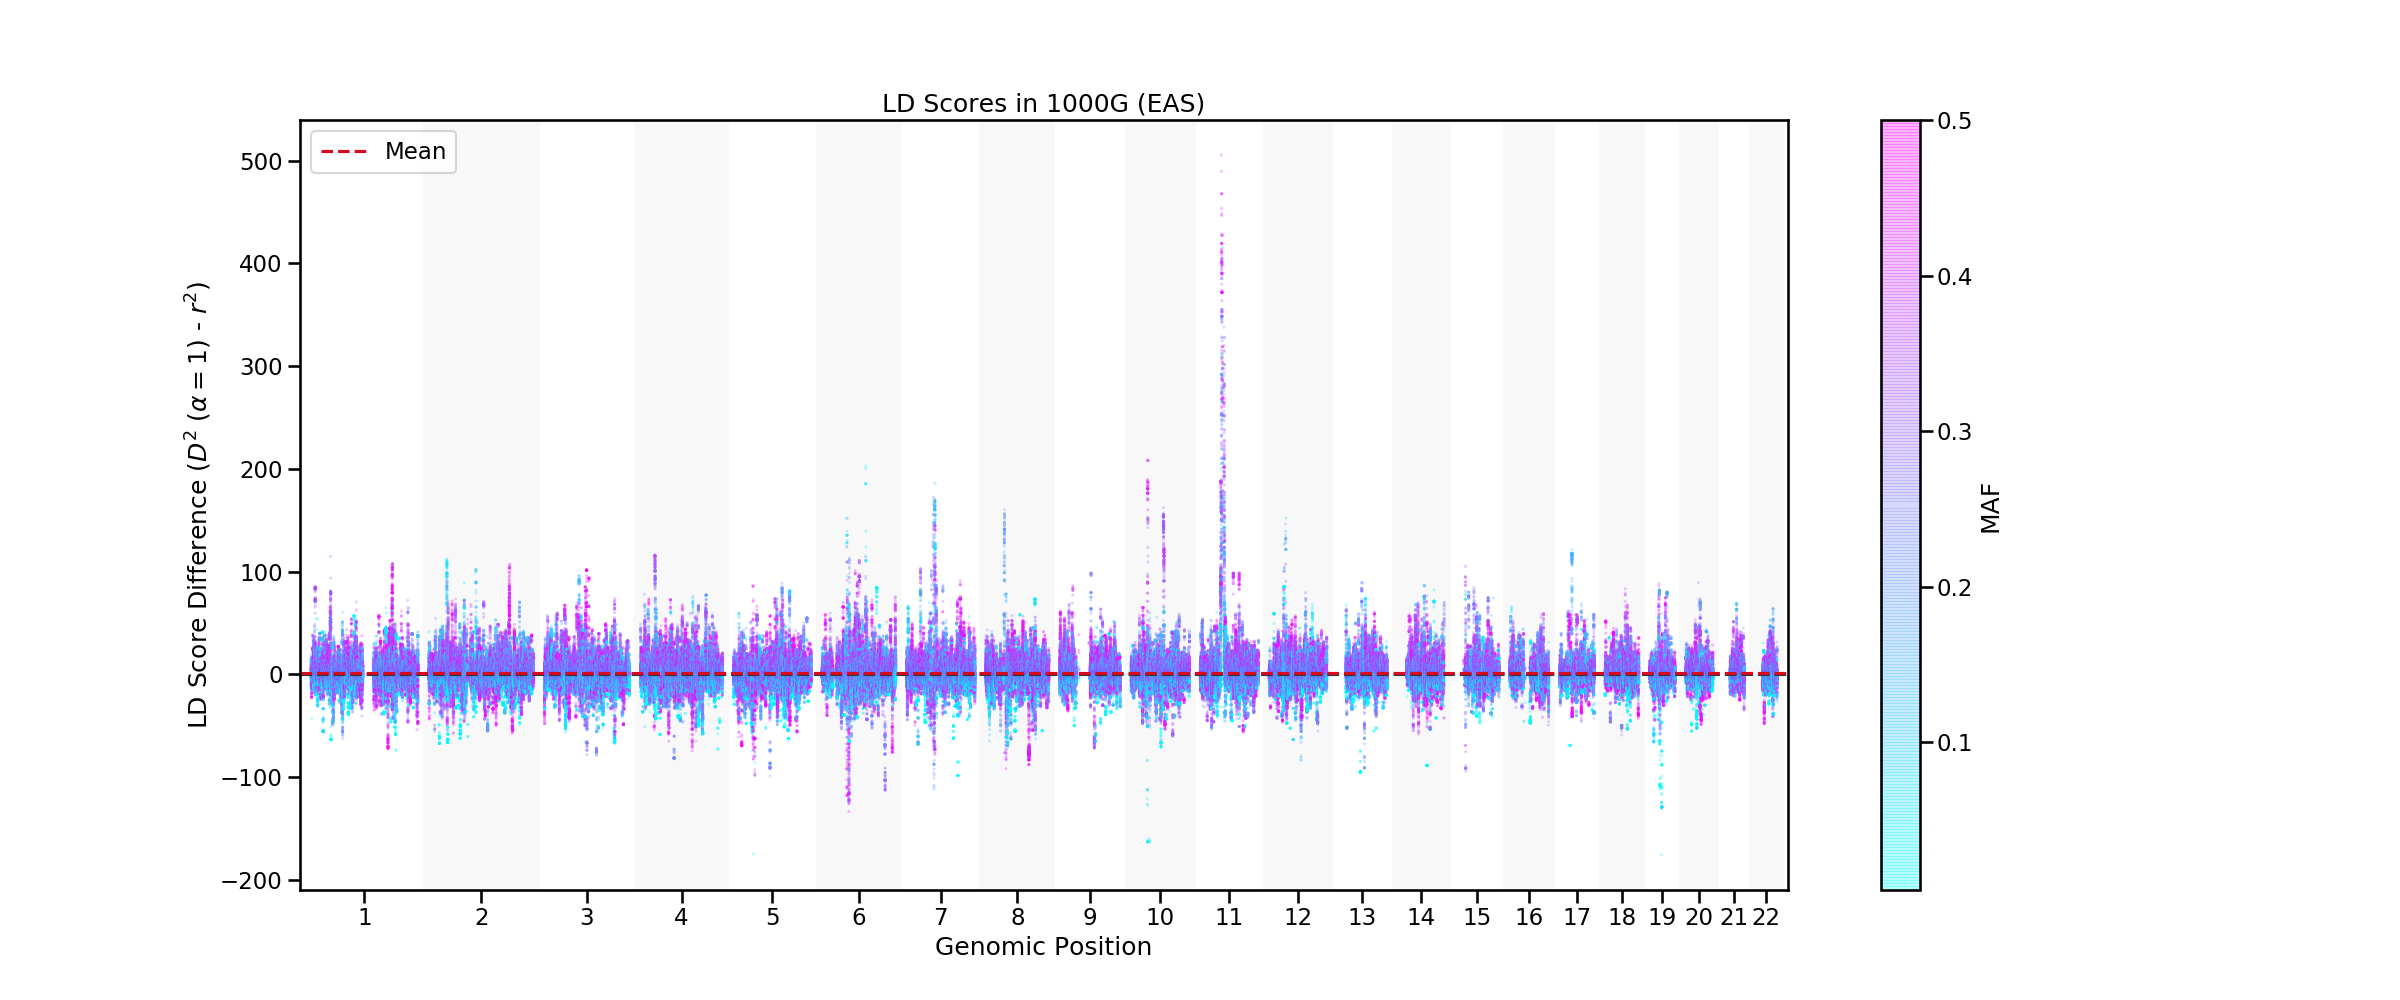 LD Scores in 1000G (EAS)
Mean
LD Score Difference (D² (α = 1) - r²)
500
400
300
200
100
0
−100
−200
1 2 3 4 5 6 7 8 9 10 11 12 13 14 15 16 17 18 19 20 21 22
Genomic Position
0.5
0.4
0.3
0.2
0.1
MAF